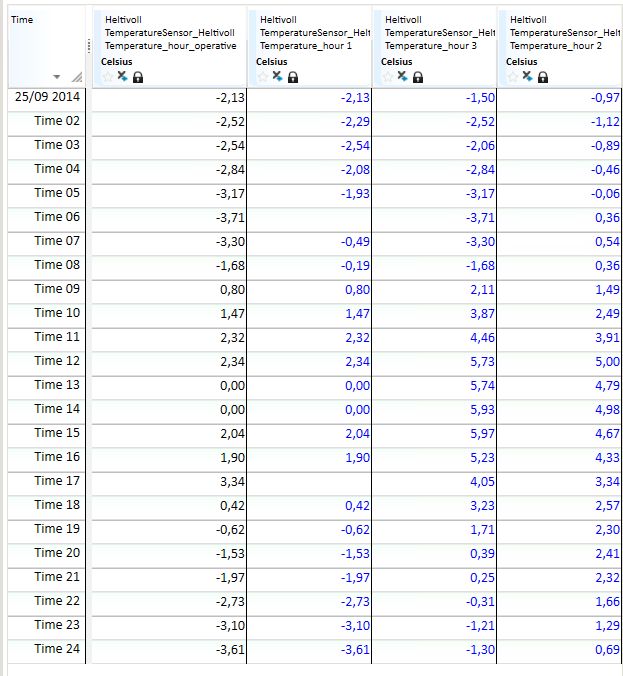 Time
Heltivoll
TemperatureSensor_Heltivoll
Temperature_hour_operative
Celsius
Heltivoll
TemperatureSensor_Helt
Temperature_hour 1
Celsius
Heltivoll
TemperatureSensor_Helt
Temperature_hour 3
Celsius
Heltivoll
TemperatureSensor_Helt
Temperature_hour 2
Celsius
25/09 2014 -2,13 -2,13 -1,50 -0,97
Time 02 -2,52 -2,29 -2,52 -1,12
Time 03 -2,54 -2,54 -2,06 -0,89
Time 04 -2,84 -2,08 -2,84 -0,46
Time 05 -3,17 -1,93 -3,17 -0,06
Time 06 -3,71 -3,71 0,36
Time 07 -3,30 -0,49 -3,30 0,54
Time 08 -1,68 -0,19 -1,68 0,36
Time 09 0,80 0,80 2,11 1,49
Time 10 1,47 1,47 3,87 2,49
Time 11 2,32 2,32 4,46 3,91
Time 12 2,34 2,34 5,73 5,00
Time 13 0,00 0,00 5,74 4,79
Time 14 0,00 0,00 5,93 4,98
Time 15 2,04 2,04 5,97 4,67
Time 16 1,90 1,90 5,23 4,33
Time 17 3,34 4,05 3,34
Time 18 0,42 0,42 3,23 2,57
Time 19 -0,62 -0,62 1,71 2,30
Time 20 -1,53 -1,53 0,39 2,41
Time 21 -1,97 -1,97 0,25 2,32
Time 22 -2,73 -2,73 -0,31 1,66
Time 23 -3,10 -3,10 -1,21 1,29
Time 24 -3,61 -3,61 -1,30 0,69